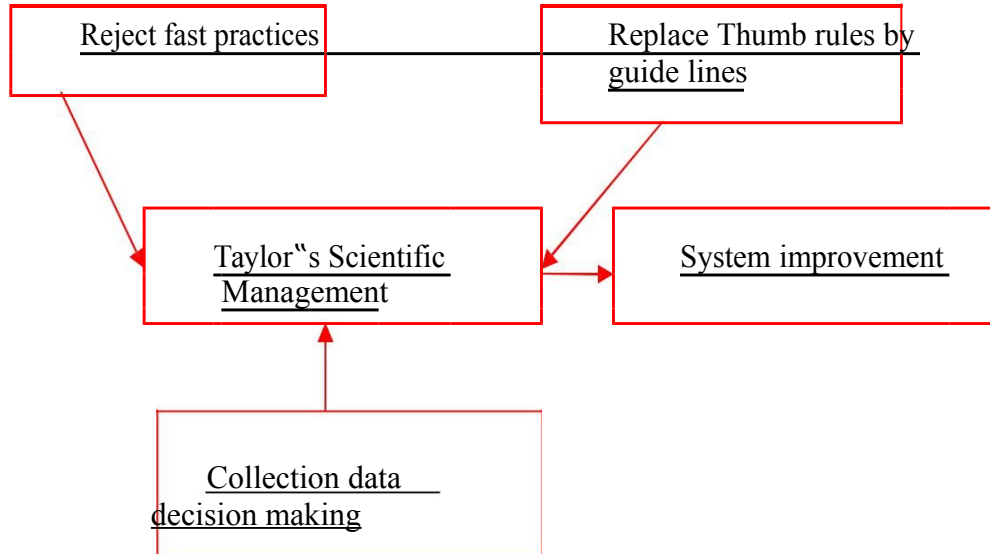 Reject fast practices
Replace Thumb rules by
guide lines
Taylor‟s Scientific
Management
System improvement
Collection data
decision making